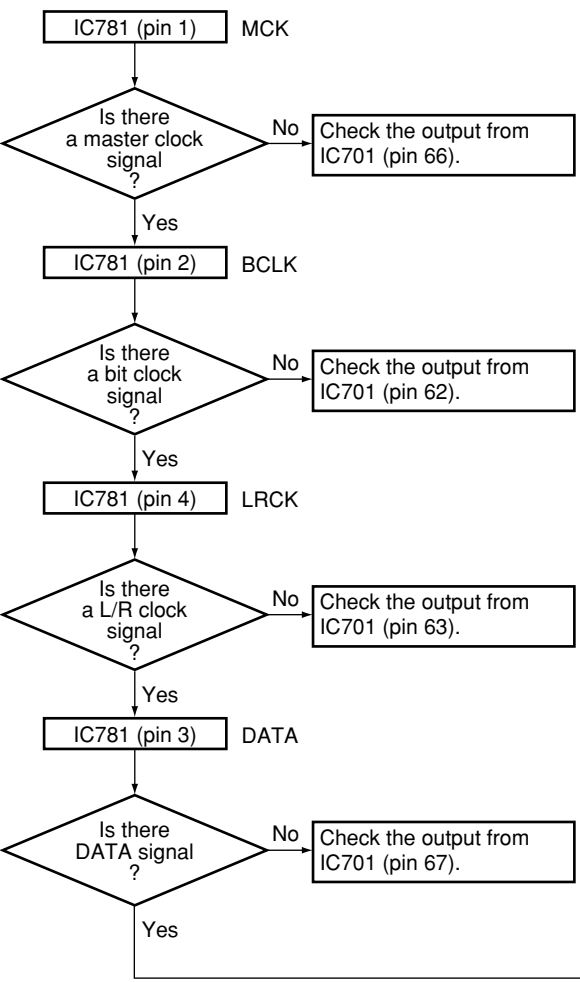 IC781 (pin 1) MCK
Is there
a master clock
signal
?
No
Check the output from
IC701 (pin 66).
Yes
IC781 (pin 2) BCLK
Is there
a bit clock
signal
?
No
Check the output from
IC701 (pin 62).
Yes
IC781 (pin 4) LRCK
Is there
a L/R clock
signal
?
No
Check the output from
IC701 (pin 63).
Yes
IC781 (pin 3) DATA
Is there
DATA signal
?
No
Check the output from
IC701 (pin 67).
Yes